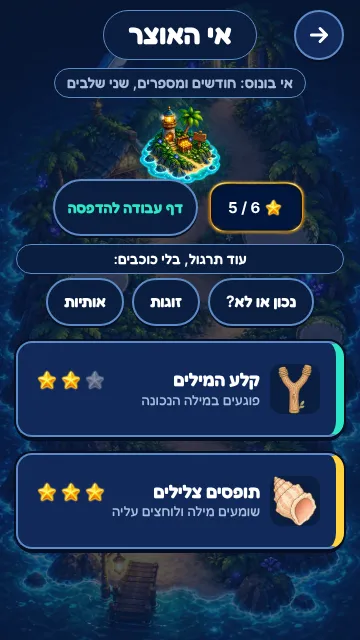 אי האוצר
אי בונוס: חודשים ומספרים, שני שלבים
5 / 6
דף עבודה להדפסה
עוד תרגול, בלי כוכבים:
נכון או לא?
זוגות
אותיות
קלע המילים
פוגעים במילה הנכונה
תופסים צלילים
שומעים מילה ולוחצים עליה